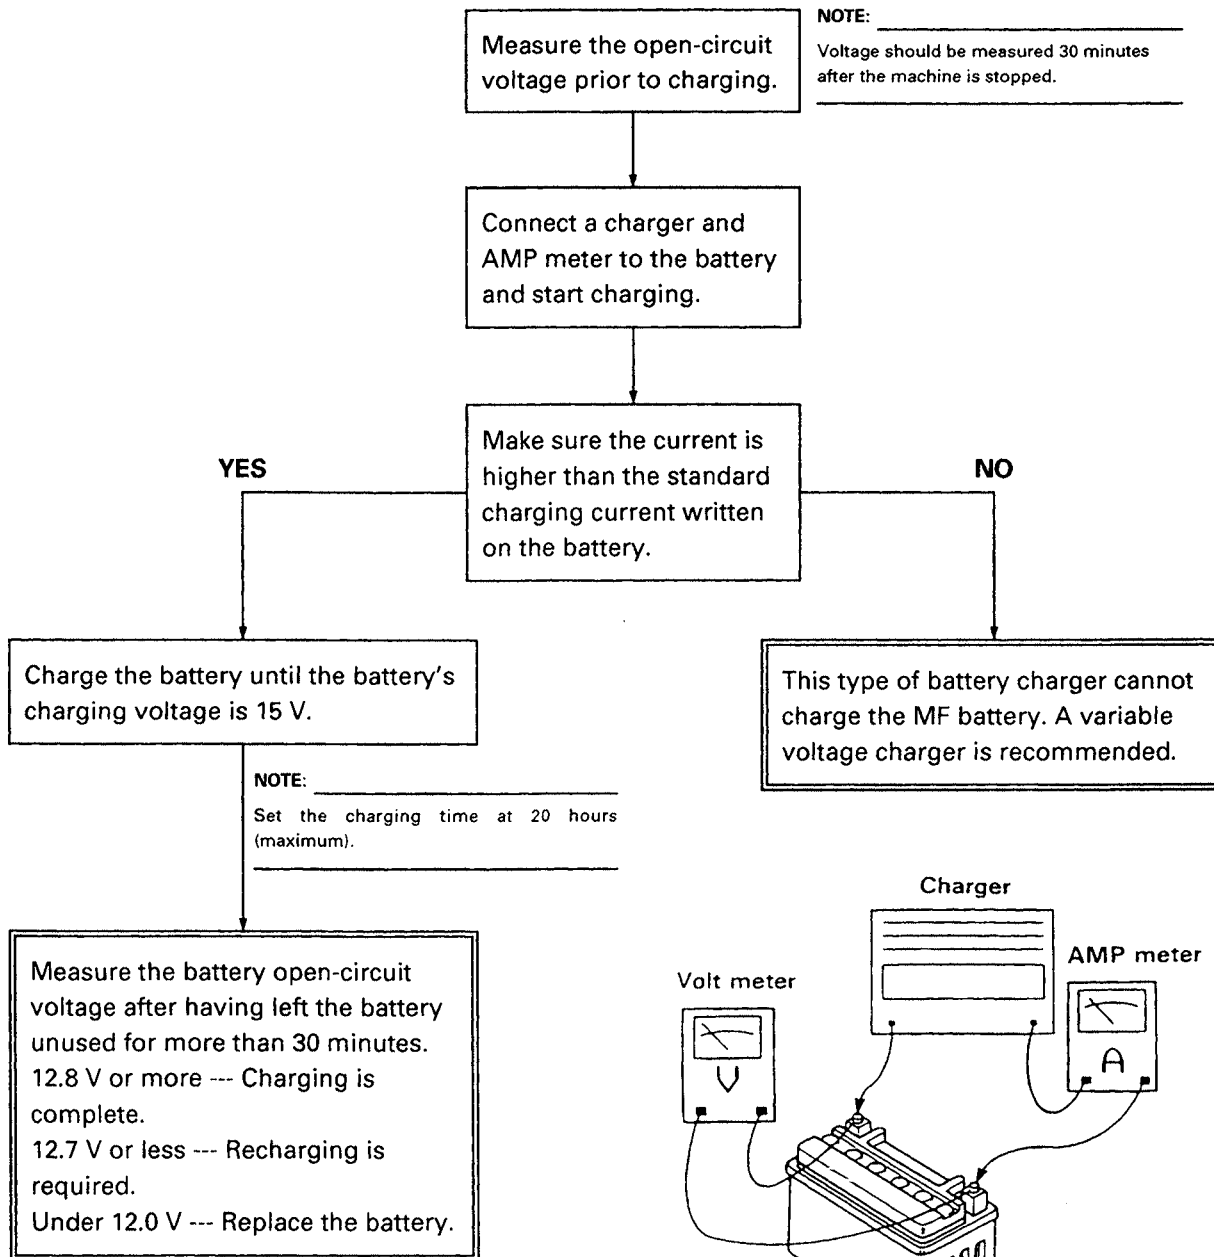 Measure the open-circuit
voltage prior to charging.
NOTE:
Voltage should be measured 30 minutes
after the machine is stopped.
Connect a charger and
AMP meter to the battery
and start charging.
Make sure the current is
higher than the standard
charging current written
on the battery.
YES
NO
Charge the battery until the battery's
charging voltage is 15 V.
This type of battery charger cannot
charge the MF battery. A variable
voltage charger is recommended.
NOTE:
Set the charging time at 20 hours
(maximum).
Measure the battery open-circuit
voltage after having left the battery
unused for more than 30 minutes.
12.8 V or more --- Charging is
complete.
12.7 V or less --- Recharging is
required.
Under 12.0 V --- Replace the battery.
Charger
AMP meter
Volt meter
V
A